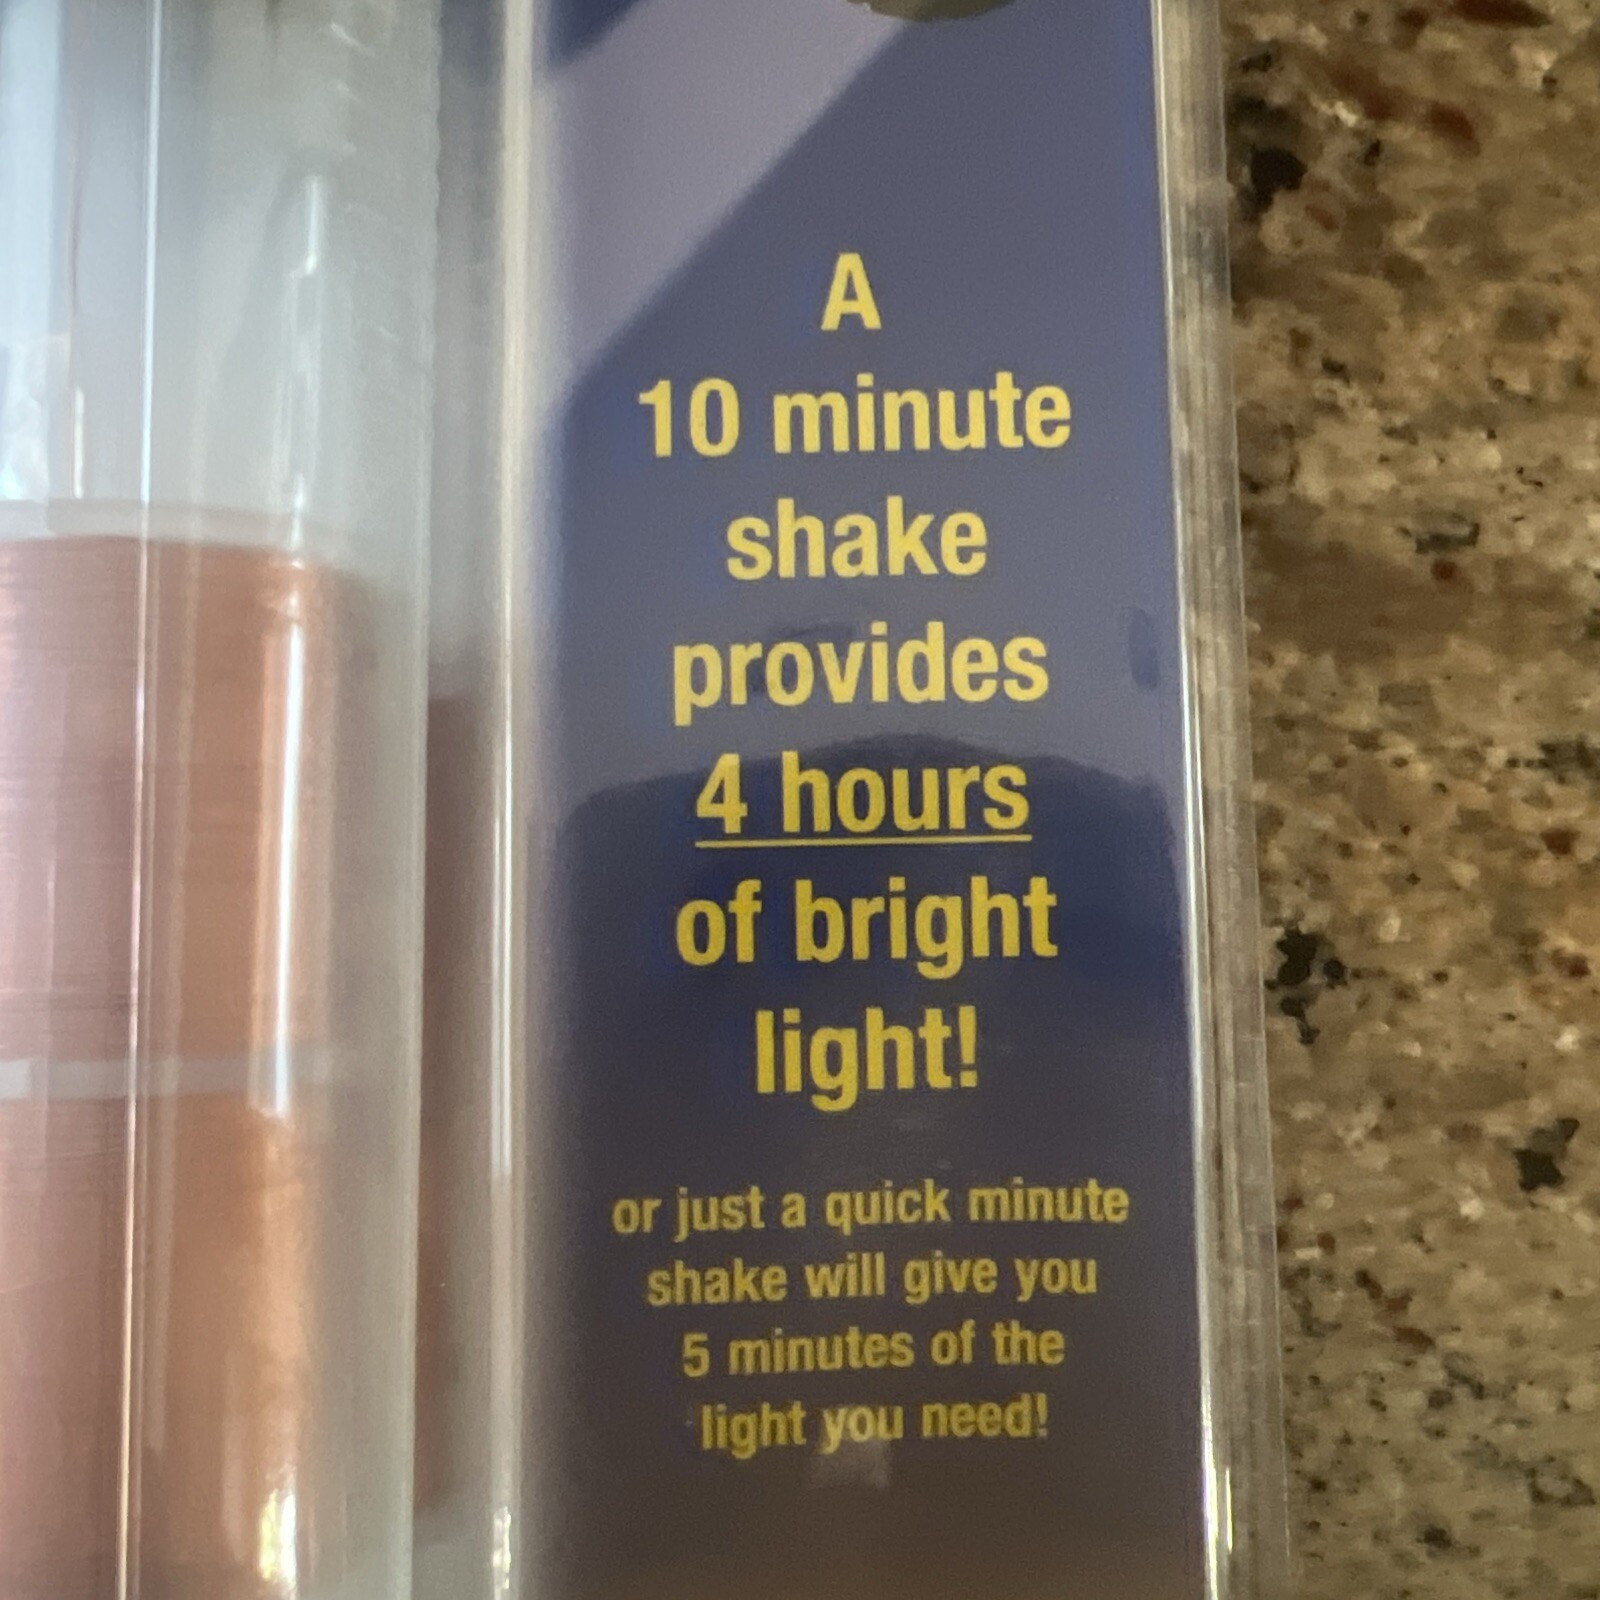 A
10 minute
shake
provides
4 hours
of bright
light!
or just a quick minute
shake will give you
5 minutes of the
light you need!